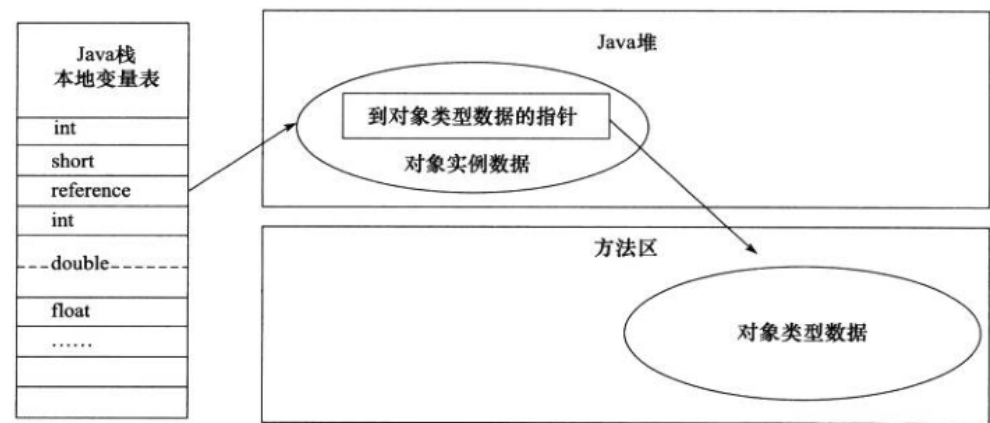 Java栈
本地变量表
int
short
reference
int
double
float
……
Java堆
到对象类型数据的指针
对象实例数据
方法区
对象类型数据